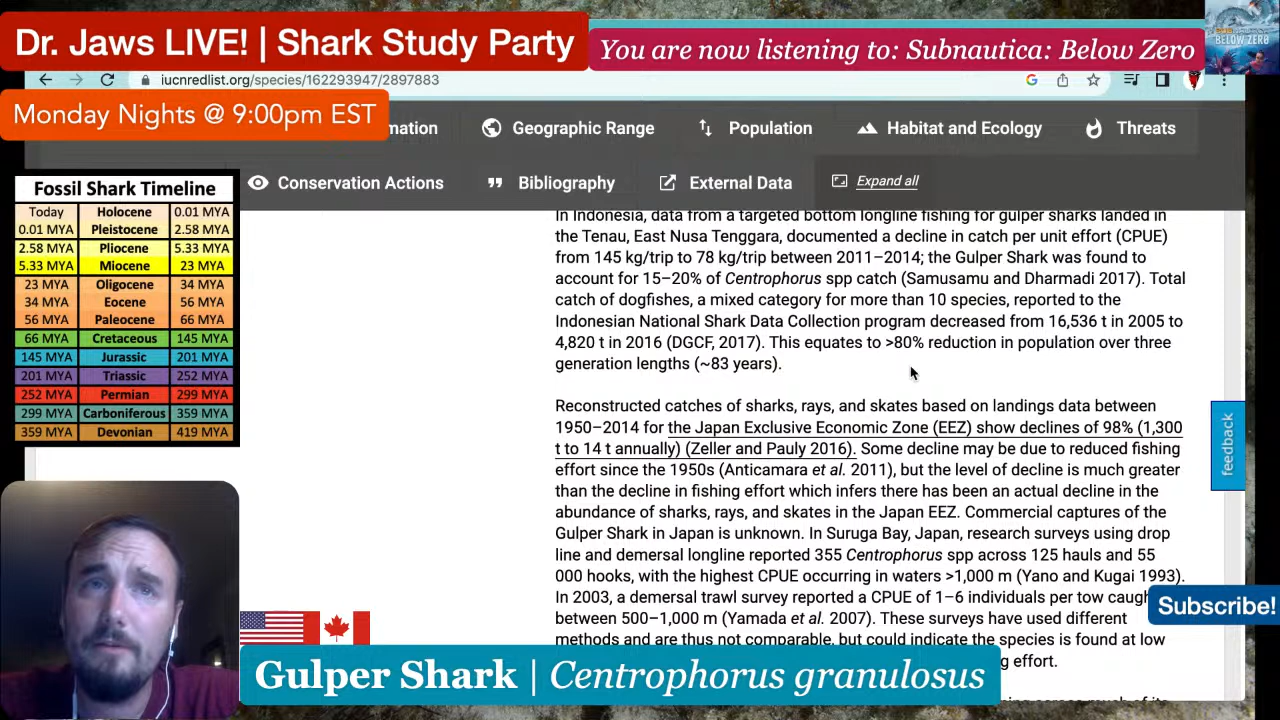 Dr. Jaws LIVE! | Shark Study Party
You are now listening to: Subnautica: Below Zero
BELOW ZERO
iucnredlist.org/species/162293947/2897883
Monday Nights @ 9:00pm EST
mation
Geographic Range
Population
Habitat and Ecology
Threats
Conservation Actions
Bibliography
External Data
Expand all
Fossil Shark Timeline
Today Holocene 0.01 MYA
0.01 MYA Pleistocene 2.58 MYA
2.58 MYA Pliocene 5.33 MYA
5.33 MYA Miocene 23 MYA
23 MYA Oligocene 34 MYA
34 MYA Eocene 56 MYA
56 MYA Paleocene 66 MYA
66 MYA Cretaceous 145 MYA
145 MYA Jurassic 201 MYA
201 MYA Triassic 252 MYA
252 MYA Permian 299 MYA
299 MYA Carboniferous 359 MYA
359 MYA Devonian 419 MYA
In Indonesia, data from a targeted bottom longline fishing for gulper sharks landed in
the Tenau, East Nusa Tenggara, documented a decline in catch per unit effort (CPUE)
from 145 kg/trip to 78 kg/trip between 2011–2014; the Gulper Shark was found to
account for 15–20% of Centrophorus spp catch (Samusamu and Dharmadi 2017). Total
catch of dogfishes, a mixed category for more than 10 species, reported to the
Indonesian National Shark Data Collection program decreased from 16,536 t in 2005 to
4,820 t in 2016 (DGCF, 2017). This equates to >80% reduction in population over three
generation lengths (~83 years).
Reconstructed catches of sharks, rays, and skates based on landings data between
1950–2014 for the Japan Exclusive Economic Zone (EEZ) show declines of 98% (1,300
t to 14 t annually) (Zeller and Pauly 2016). Some decline may be due to reduced fishing
effort since the 1950s (Anticamara et al. 2011), but the level of decline is much greater
than the decline in fishing effort which infers there has been an actual decline in the
abundance of sharks, rays, and skates in the Japan EEZ. Commercial captures of the
Gulper Shark in Japan is unknown. In Suruga Bay, Japan, research surveys using drop
line and demersal longline reported 355 Centrophorus spp across 125 hauls and 55
000 hooks, with the highest CPUE occurring in waters >1,000 m (Yano and Kugai 1993).
In 2003, a demersal trawl survey reported a CPUE of 1–6 individuals per tow caugh
between 500–1,000 m (Yamada et al. 2007). These surveys have used different
methods and are thus not comparable, but could indicate the species is found at low
g effort.
feedback
Subscribe!
Gulper Shark | Centrophorus granulosus